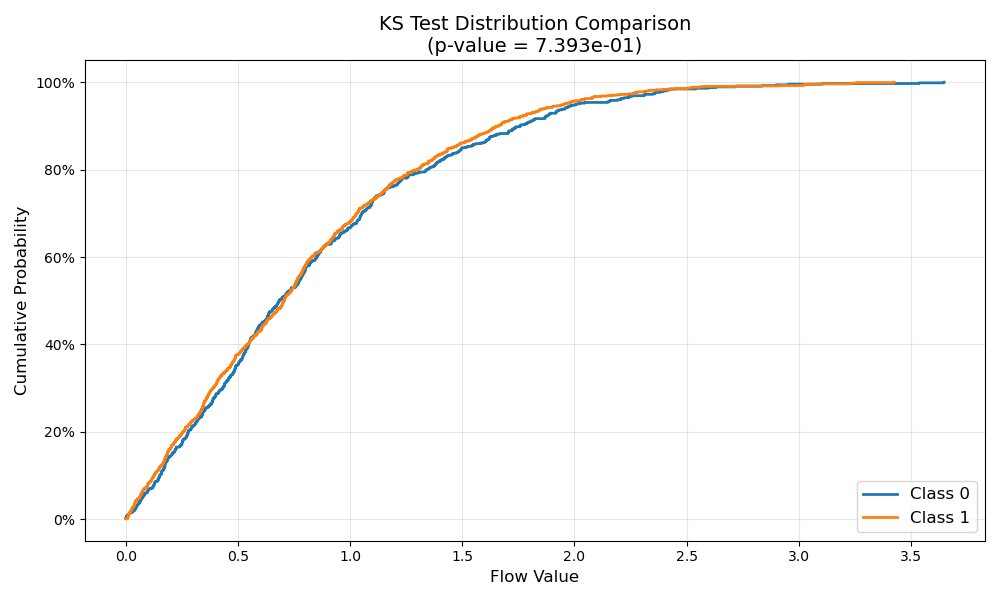 KS Test Distribution Comparison
(p-value = 7.393e-01)
100%
80%
60%
40%
20%
0%
Cumulative Probability
Class 0
Class 1
0.0 0.5 1.0 1.5 2.0 2.5 3.0 3.5
Flow Value